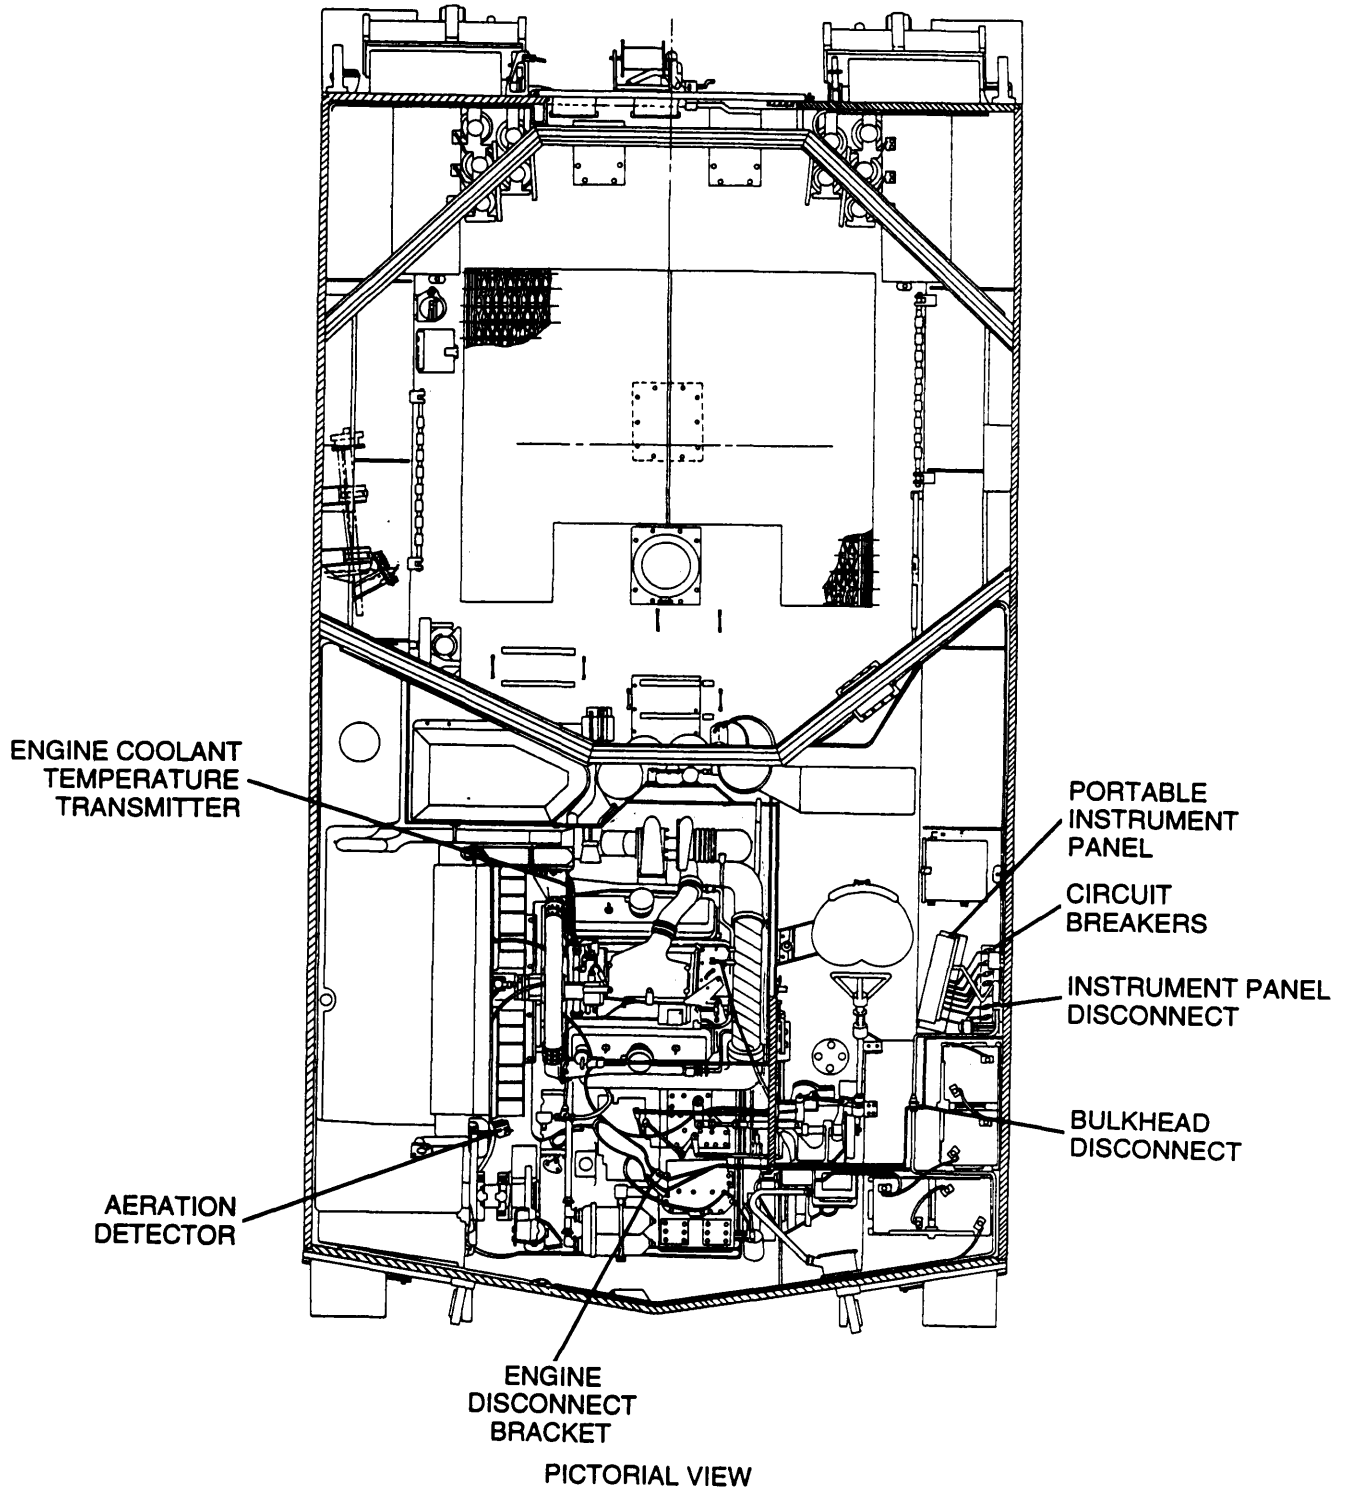 ENGINE COOLANT
TEMPERATURE
TRANSMITTER
PORTABLE
INSTRUMENT
PANEL
CIRCUIT
BREAKERS
INSTRUMENT PANEL
DISCONNECT
BULKHEAD
DISCONNECT
AERATION
DETECTOR
ENGINE
DISCONNECT
BRACKET
PICTORIAL VIEW